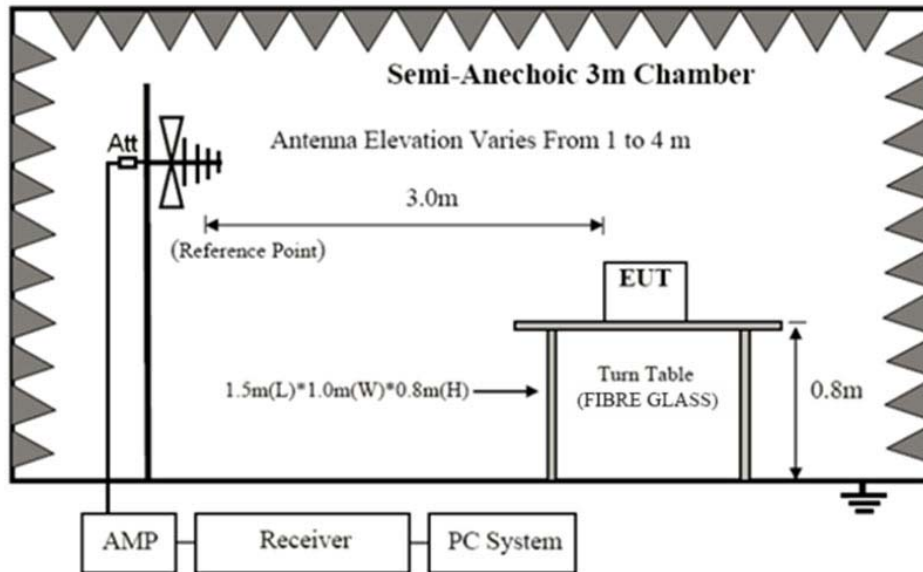 Semi-Anechoic 3m Chamber
Att
Antenna Elevation Varies From 1 to 4 m
3.0m
(Reference Point)
EUT
1.5m(L)*1.0m(W)*0.8m(H)
Turn Table
(FIBRE GLASS)
0.8m
AMP
Receiver
PC System